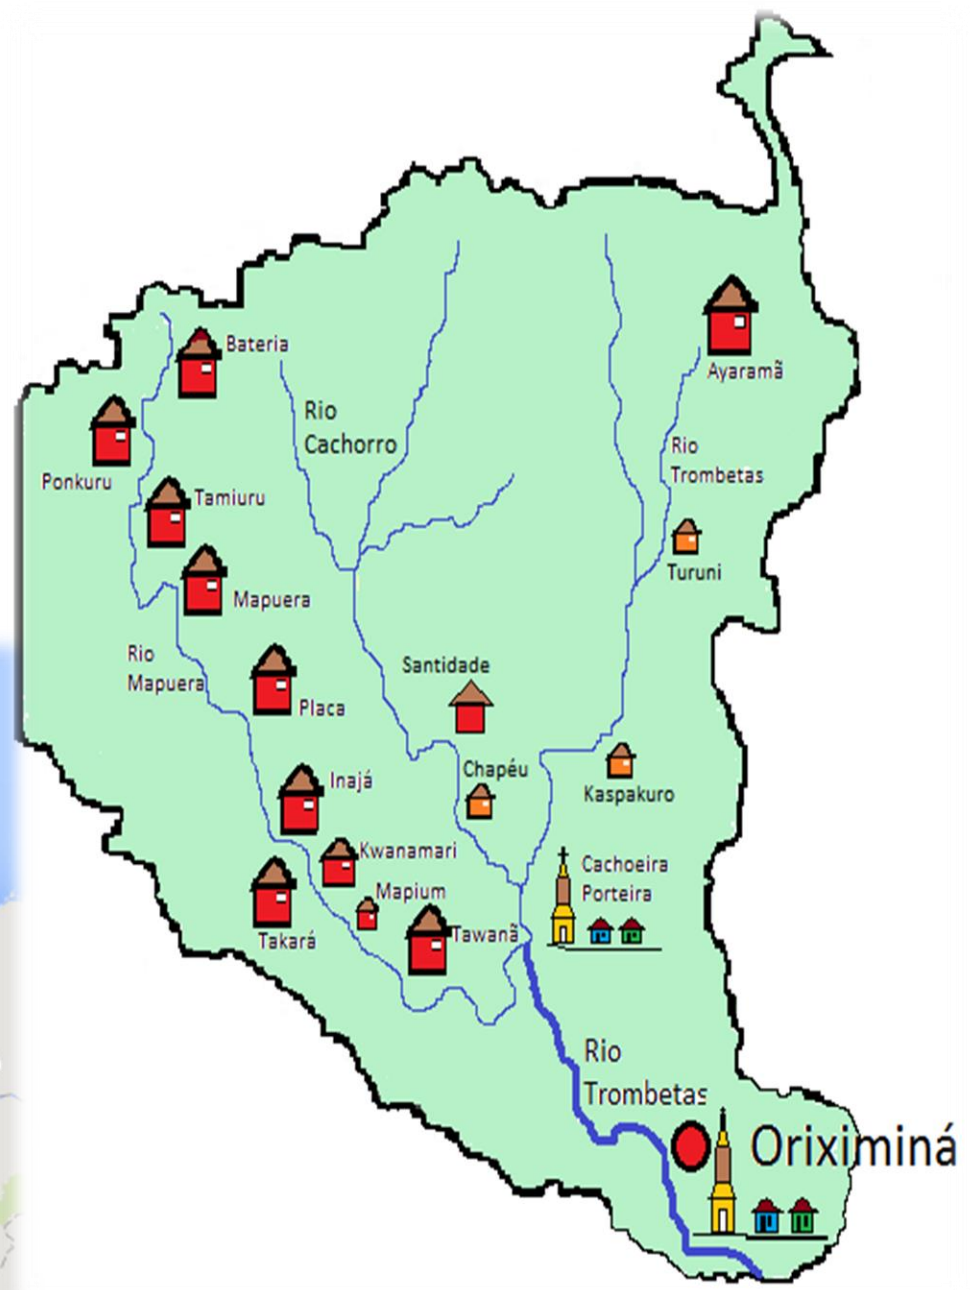 Bateria
Ayaramã
Rio
Cachorro
Rio
Trombetas
Ponkuru
Tamiuru
Turuni
Mapuera
Rio
Mapuera
Santidade
Placa
Chapéu
Inajá
Kaspakuro
Kwanamari
Cachoeira
Porteira
Mapium
Takará
Tawanã
Rio
Trombetas
Oriximiná